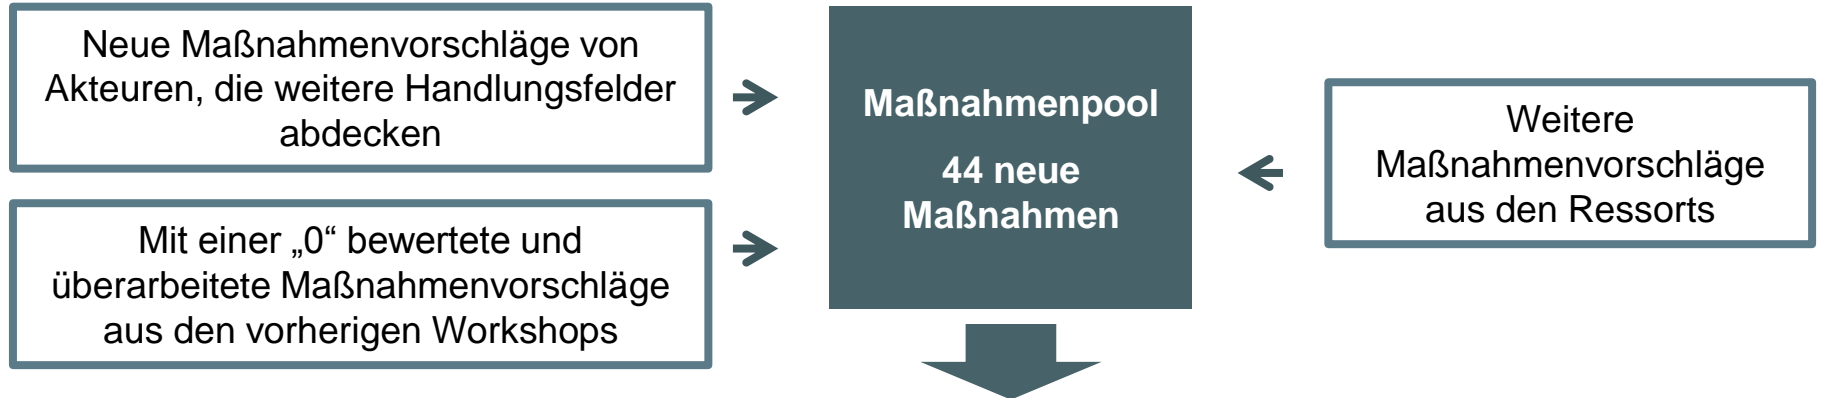 Neue Maßnahmenvorschläge von
Akteuren, die weitere Handlungsfelder
abdecken
Mit einer „0“ bewertete und
überarbeitete Maßnahmenvorschläge
aus den vorherigen Workshops
Maßnahmenpool
44 neue
Maßnahmen
Weitere
Maßnahmenvorschläge
aus den Ressorts